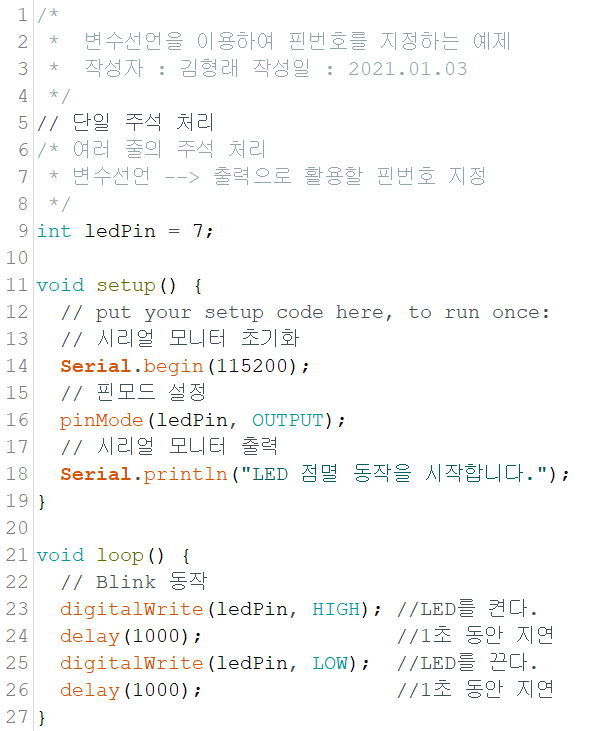 1 /*
2  *  변수선언을 이용하여 핀번호를 지정하는 예제
3  *  작성자 : 김형래 작성일 : 2021.01.03
4  */
5 // 단일 주석 처리
6 /* 여러 줄의 주석 처리
7  * 변수선언 --> 출력으로 활용할 핀번호 지정
8  */
9 int ledPin = 7;
10
11 void setup() {
12   // put your setup code here, to run once:
13   // 시리얼 모니터 초기화
14   Serial.begin(115200);
15   // 핀모드 설정
16   pinMode(ledPin, OUTPUT);
17   // 시리얼 모니터 출력
18   Serial.println("LED 점멸 동작을 시작합니다.");
19 }
20
21 void loop() {
22   // Blink 동작
23   digitalWrite(ledPin, HIGH); //LED를 켠다.
24   delay(1000);                //1초 동안 지연
25   digitalWrite(ledPin, LOW);  //LED를 끈다.
26   delay(1000);                //1초 동안 지연
27 }